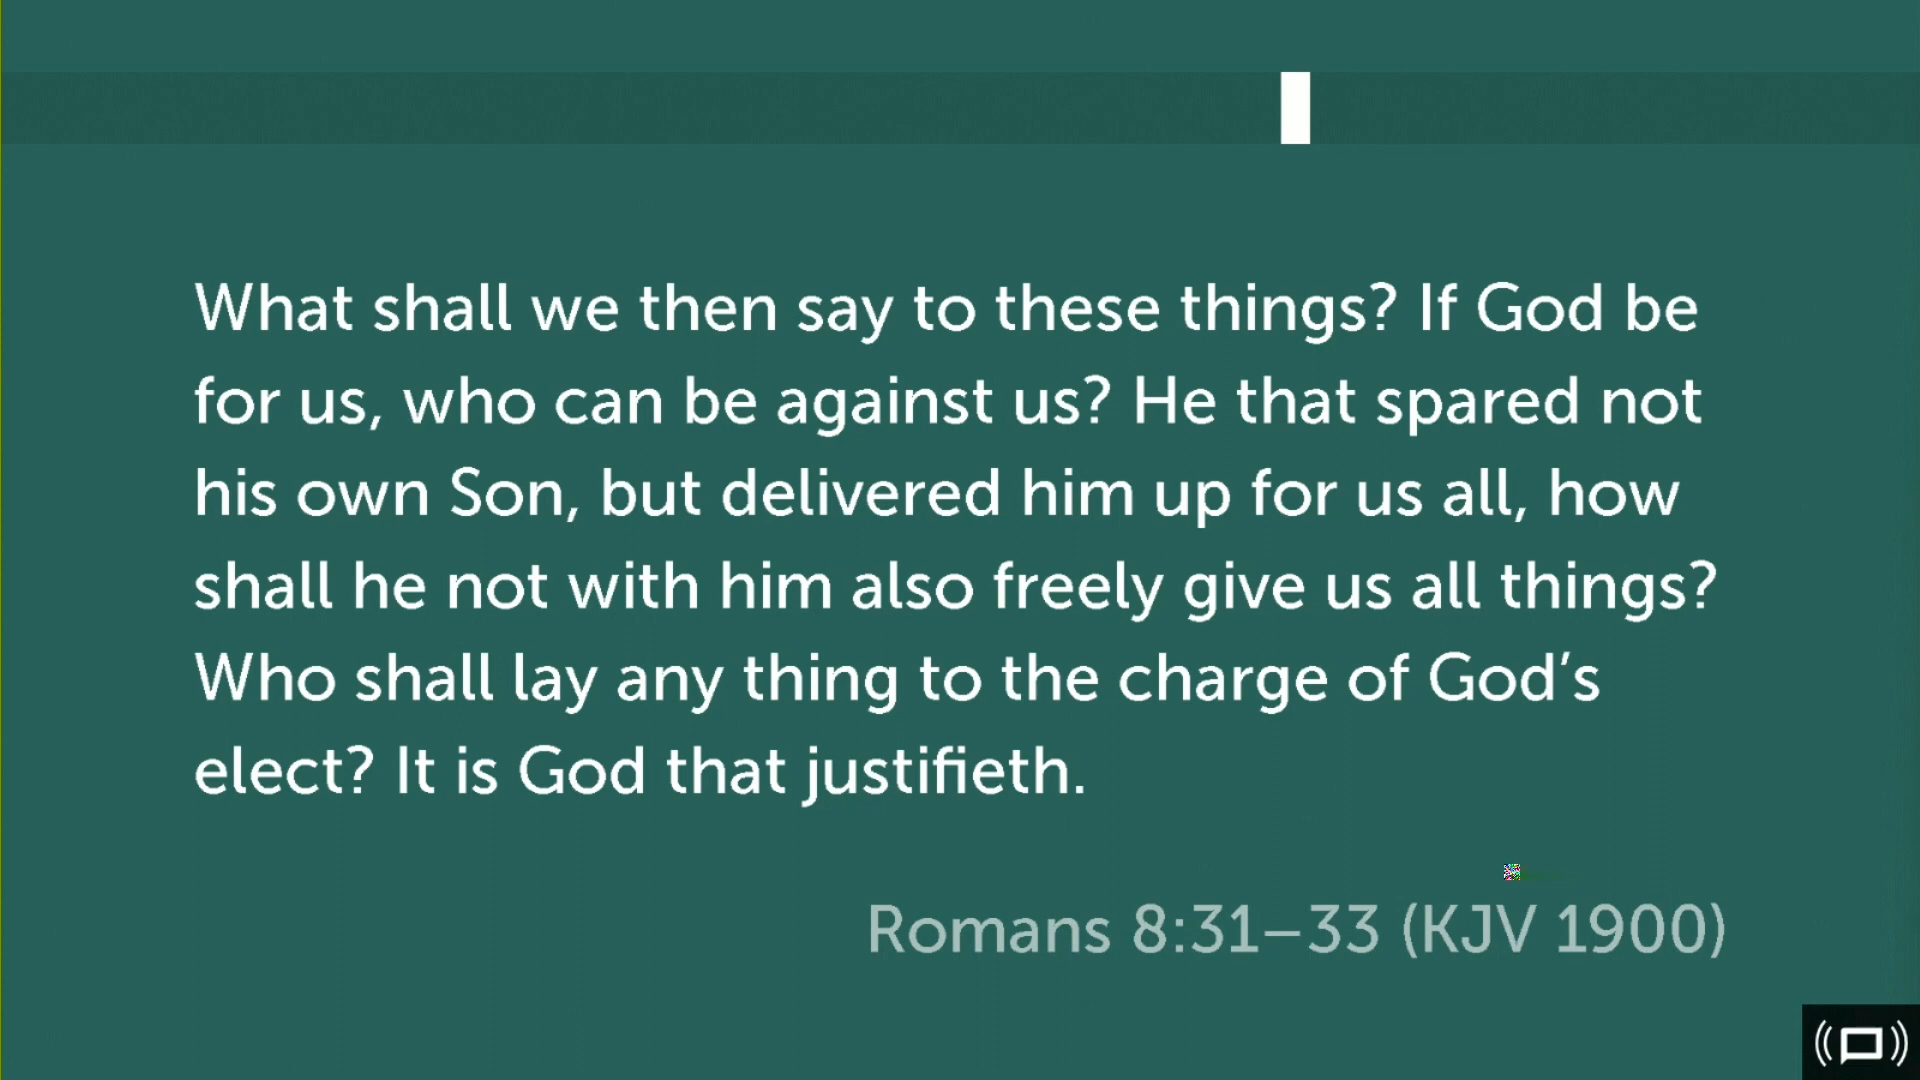 What shall we then say to these things? If God be
for us, who can be against us? He that spared not
his own Son, but delivered him up for us all, how
shall he not with him also freely give us all things?
Who shall lay any thing to the charge of God’s
elect? It is God that justifieth.
Romans 8:31–33 (KJV 1900)